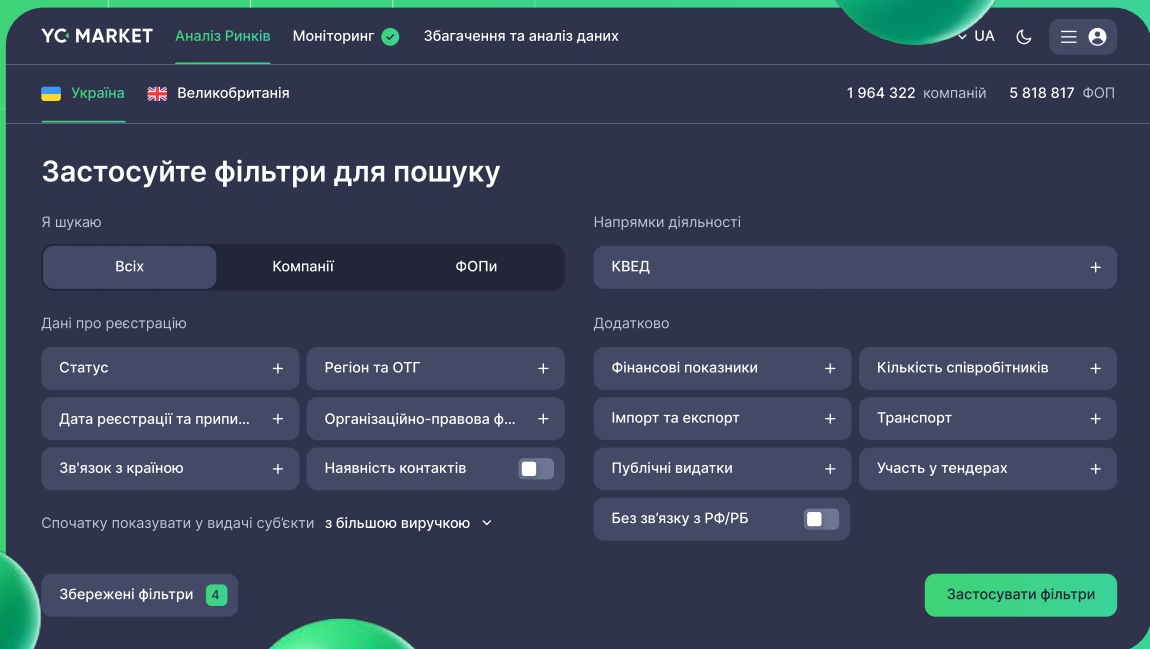 YC MARKET
Аналіз Ринків
Моніторинг
Збагачення та аналіз даних
UA
Україна
Великобританія
1 964 322 компаній
5 818 817 ФОП
Застосуйте фільтри для пошуку
Я шукаю
Всіх
Компанії
ФОПи
Напрямки діяльності
КВЕД
Дані про реєстрацію
Статус
Регіон та ОТГ
Дата реєстрації та припи...
Організаційно-правова ф...
Зв'язок з країною
Наявність контактів
Спочатку показувати у видачі суб'єкти з більшою виручкою
Додатково
Фінансові показники
Кількість співробітників
Імпорт та експорт
Транспорт
Публічні видатки
Участь у тендерах
Без зв’язку з РФ/РБ
Збережені фільтри 4
Застосувати фільтри